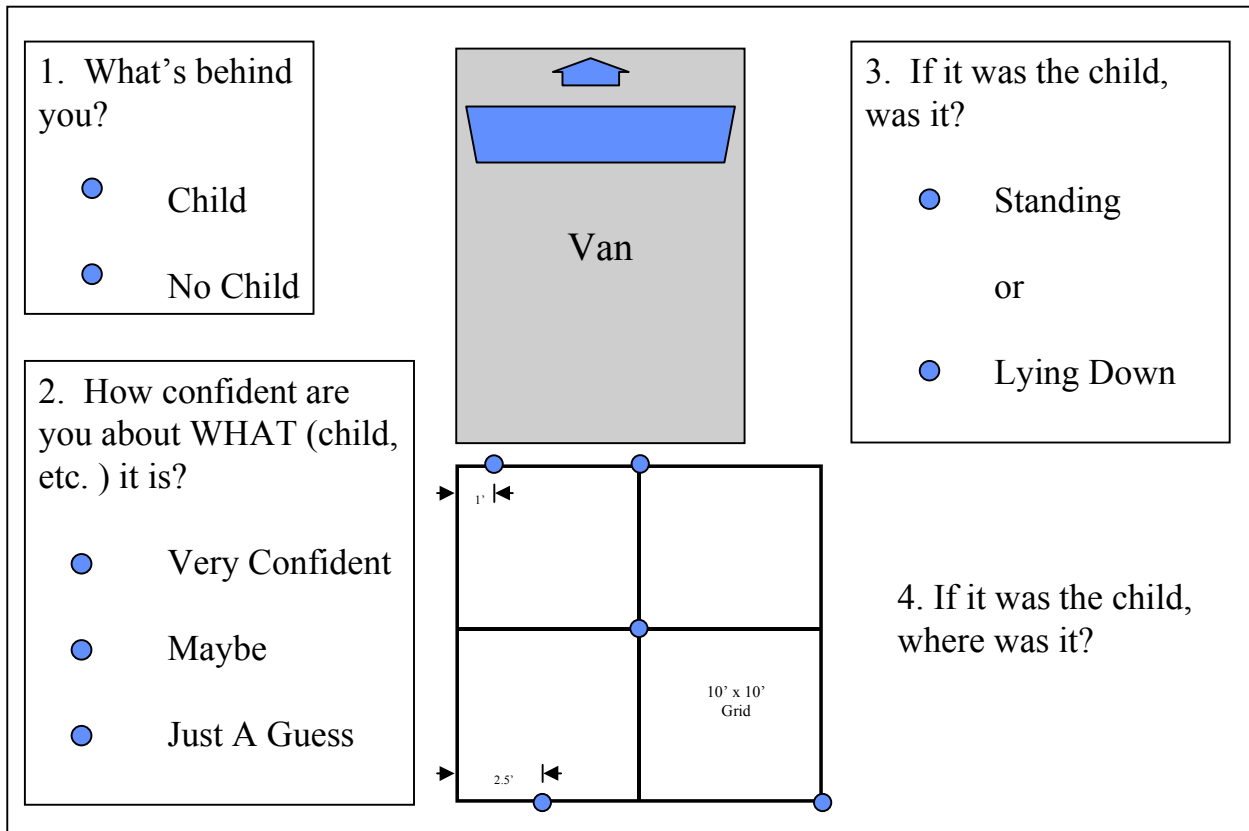 1.  What's behind
you?
Child
No Child
2.  How confident are
you about WHAT (child,
etc. ) it is?
Very Confident
Maybe
Just A Guess
Van
1'
10' x 10'
Grid
2.5'
3.  If it was the child,
was it?
Standing
or
Lying Down
4. If it was the child,
where was it?